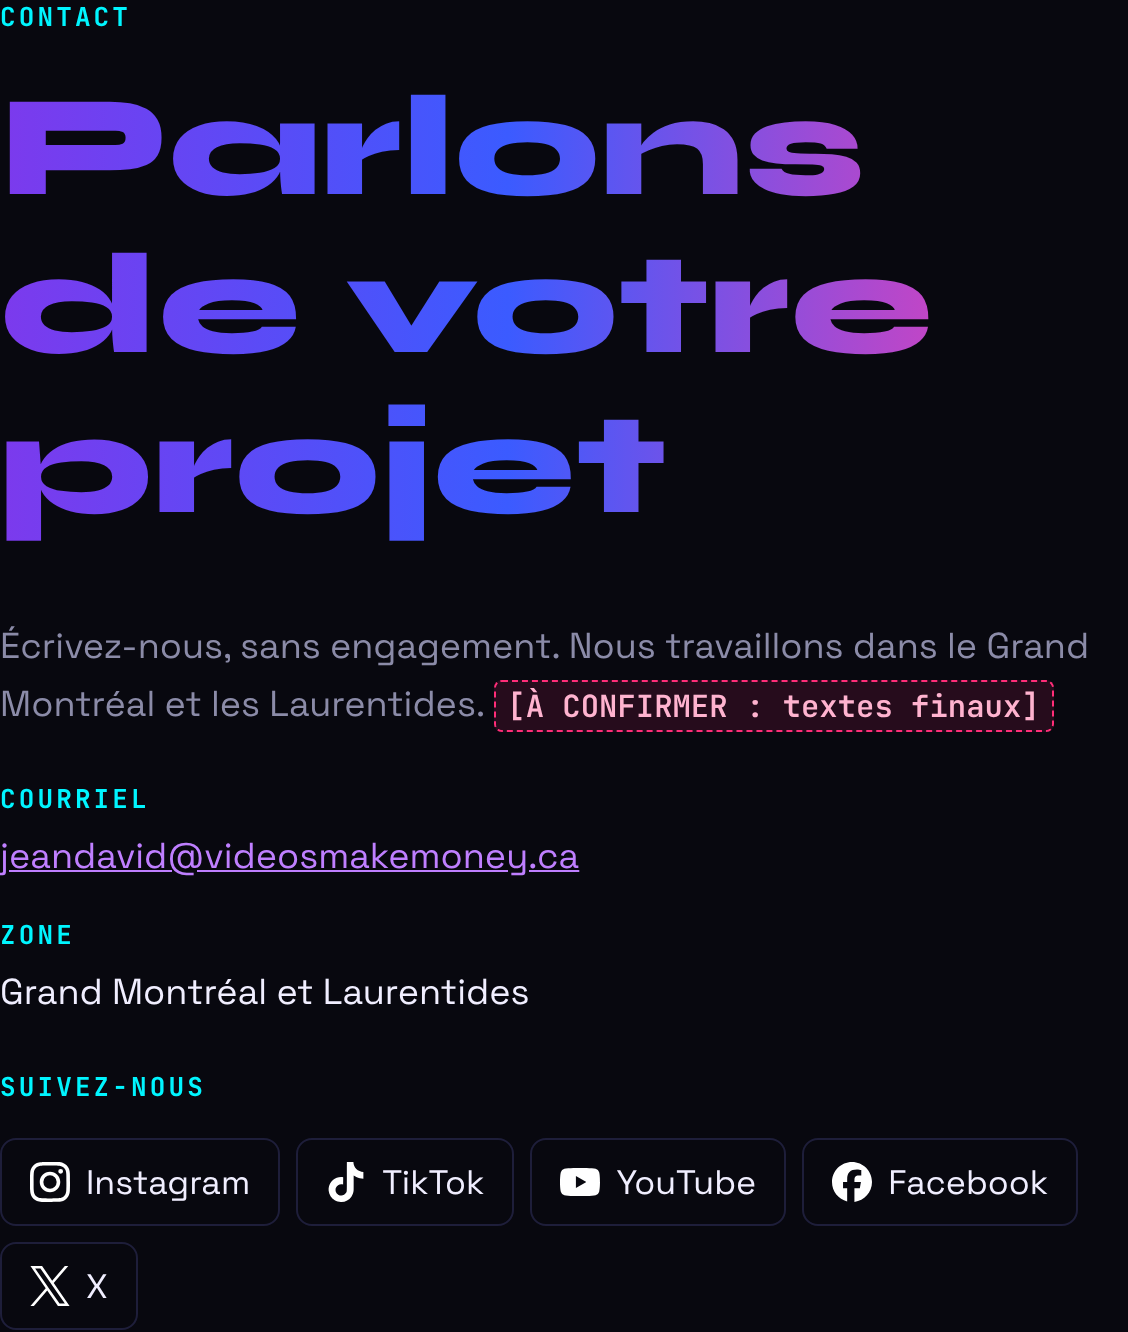 CONTACT
Parlons
de votre
projet
Écrivez-nous, sans engagement. Nous travaillons dans le Grand
Montréal et les Laurentides. [À CONFIRMER : textes finaux]
COURRIEL
jeandavid@videosmakemoney.ca
ZONE
Grand Montréal et Laurentides
SUIVEZ-NOUS
Instagram TikTok YouTube Facebook
X